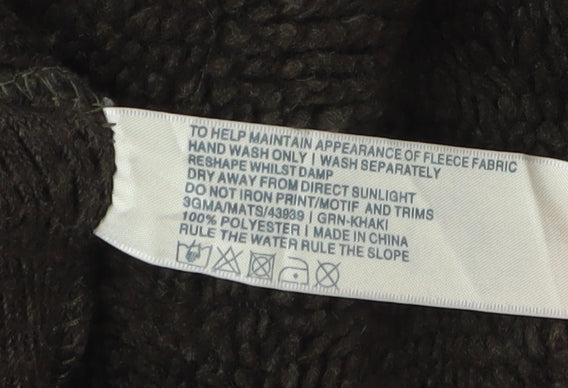 TO HELP MAINTAIN APPEARANCE OF FLEECE FABRIC
HAND WASH ONLY | WASH SEPARATELY
RESHAPE WHILST DAMP
DRY AWAY FROM DIRECT SUNLIGHT
DO NOT IRON PRINT/MOTIF AND TRIMS
3GMA/MATS/43939 | GRN-KHAKI
100% POLYESTER | MADE IN CHINA
RULE THE WATER RULE THE SLOPE